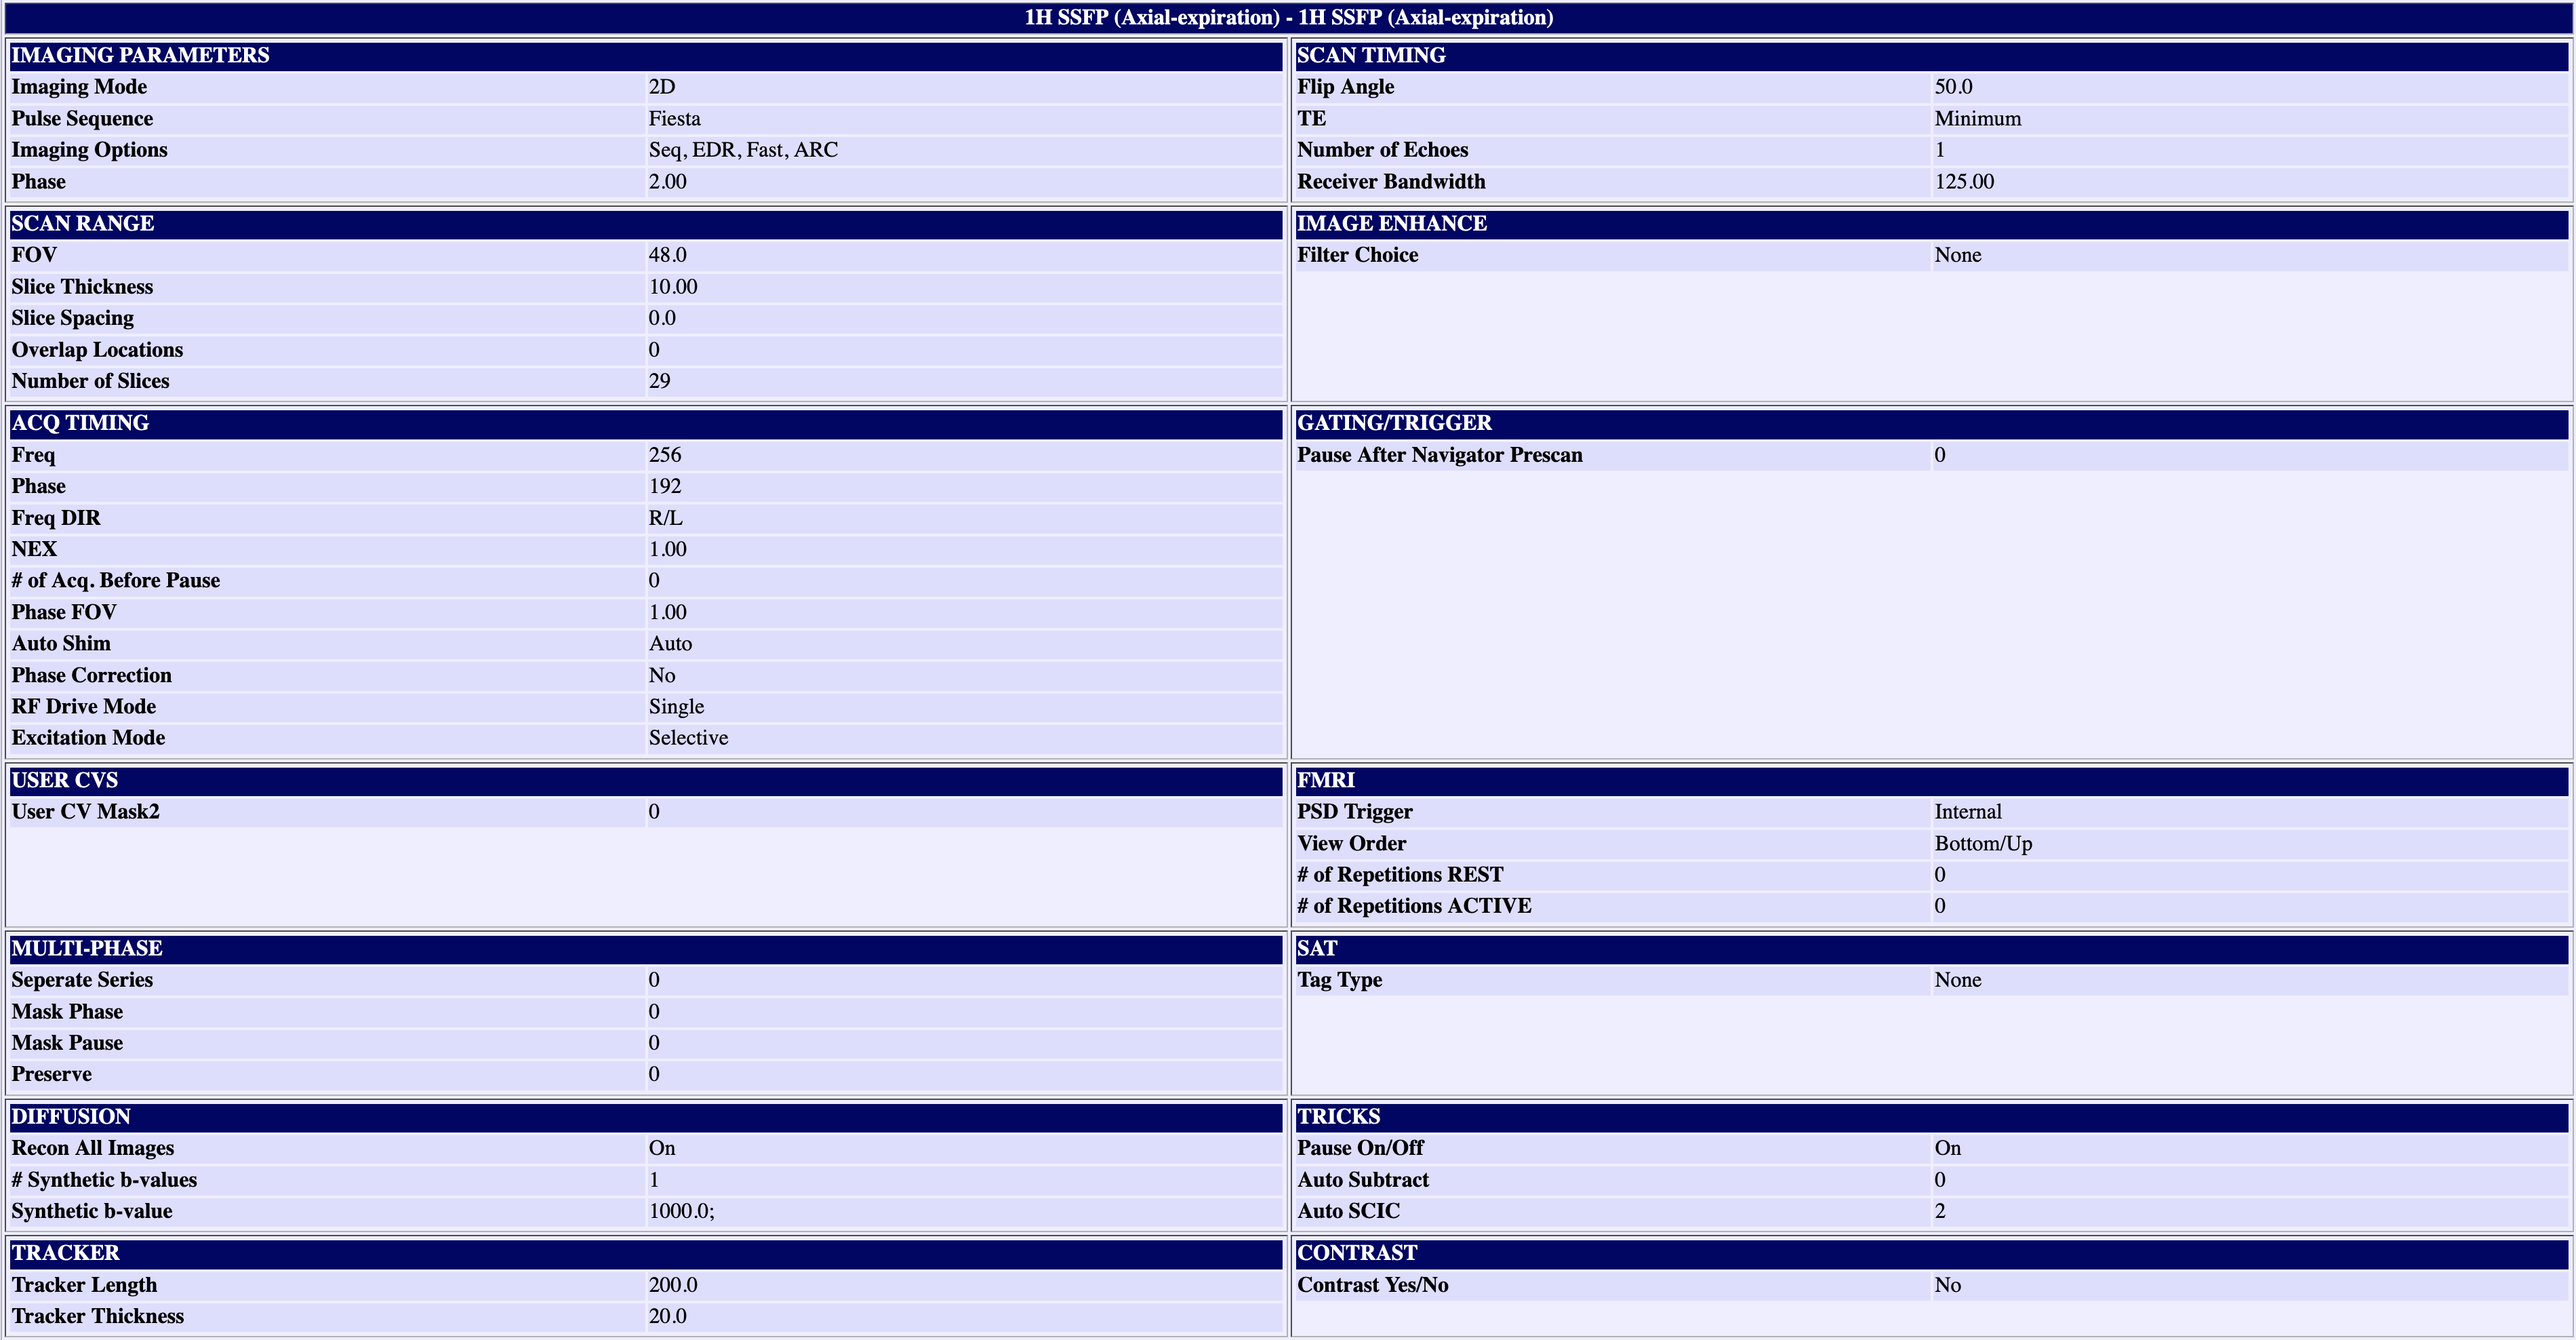 1H SSFP (Axial-expiration) - 1H SSFP (Axial-expiration)
IMAGING PARAMETERS
Imaging Mode 2D
Pulse Sequence Fiesta
Imaging Options Seq, EDR, Fast, ARC
Phase 2.00
SCAN TIMING
Flip Angle 50.0
TE Minimum
Number of Echoes 1
Receiver Bandwidth 125.00
SCAN RANGE
FOV 48.0
Slice Thickness 10.00
Slice Spacing 0.0
Overlap Locations 0
Number of Slices 29
IMAGE ENHANCE
Filter Choice None
ACQ TIMING
Freq 256
Phase 192
Freq DIR R/L
NEX 1.00
# of Acq. Before Pause 0
Phase FOV 1.00
Auto Shim Auto
Phase Correction No
RF Drive Mode Single
Excitation Mode Selective
GATING/TRIGGER
Pause After Navigator Prescan 0
USER CVS
User CV Mask2 0
FMRI
PSD Trigger Internal
View Order Bottom/Up
# of Repetitions REST 0
# of Repetitions ACTIVE 0
MULTI-PHASE
Seperate Series 0
Mask Phase 0
Mask Pause 0
Preserve 0
SAT
Tag Type None
DIFFUSION
Recon All Images On
# Synthetic b-values 1
Synthetic b-value 1000.0;
TRICKS
Pause On/Off On
Auto Subtract 0
Auto SCIC 2
TRACKER
Tracker Length 200.0
Tracker Thickness 20.0
CONTRAST
Contrast Yes/No No